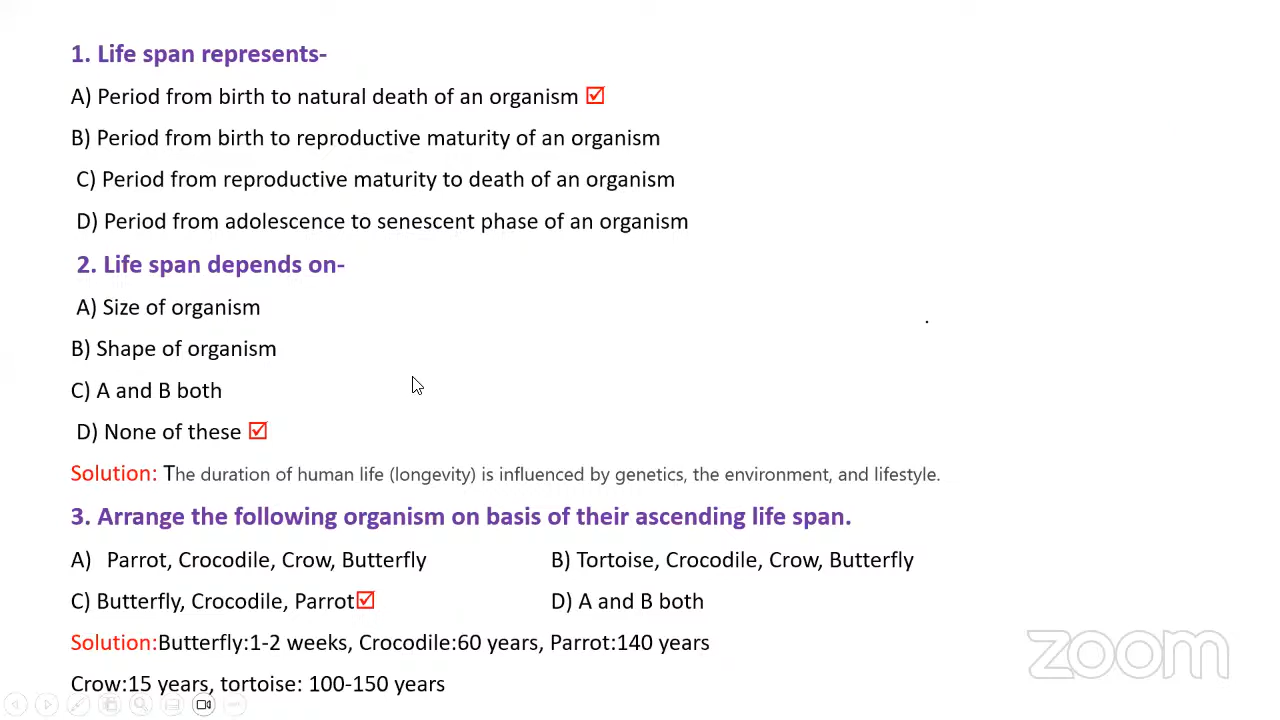 1. Life span represents-
A) Period from birth to natural death of an organism ☑
B) Period from birth to reproductive maturity of an organism
C) Period from reproductive maturity to death of an organism
D) Period from adolescence to senescent phase of an organism
2. Life span depends on-
A) Size of organism
B) Shape of organism
C) A and B both
D) None of these ☑
Solution: The duration of human life (longevity) is influenced by genetics, the environment, and lifestyle.
3. Arrange the following organism on basis of their ascending life span.
A) Parrot, Crocodile, Crow, Butterfly B) Tortoise, Crocodile, Crow, Butterfly
C) Butterfly, Crocodile, Parrot☑ D) A and B both
Solution:Butterfly:1-2 weeks, Crocodile:60 years, Parrot:140 years
Crow:15 years, tortoise: 100-150 years
zoom